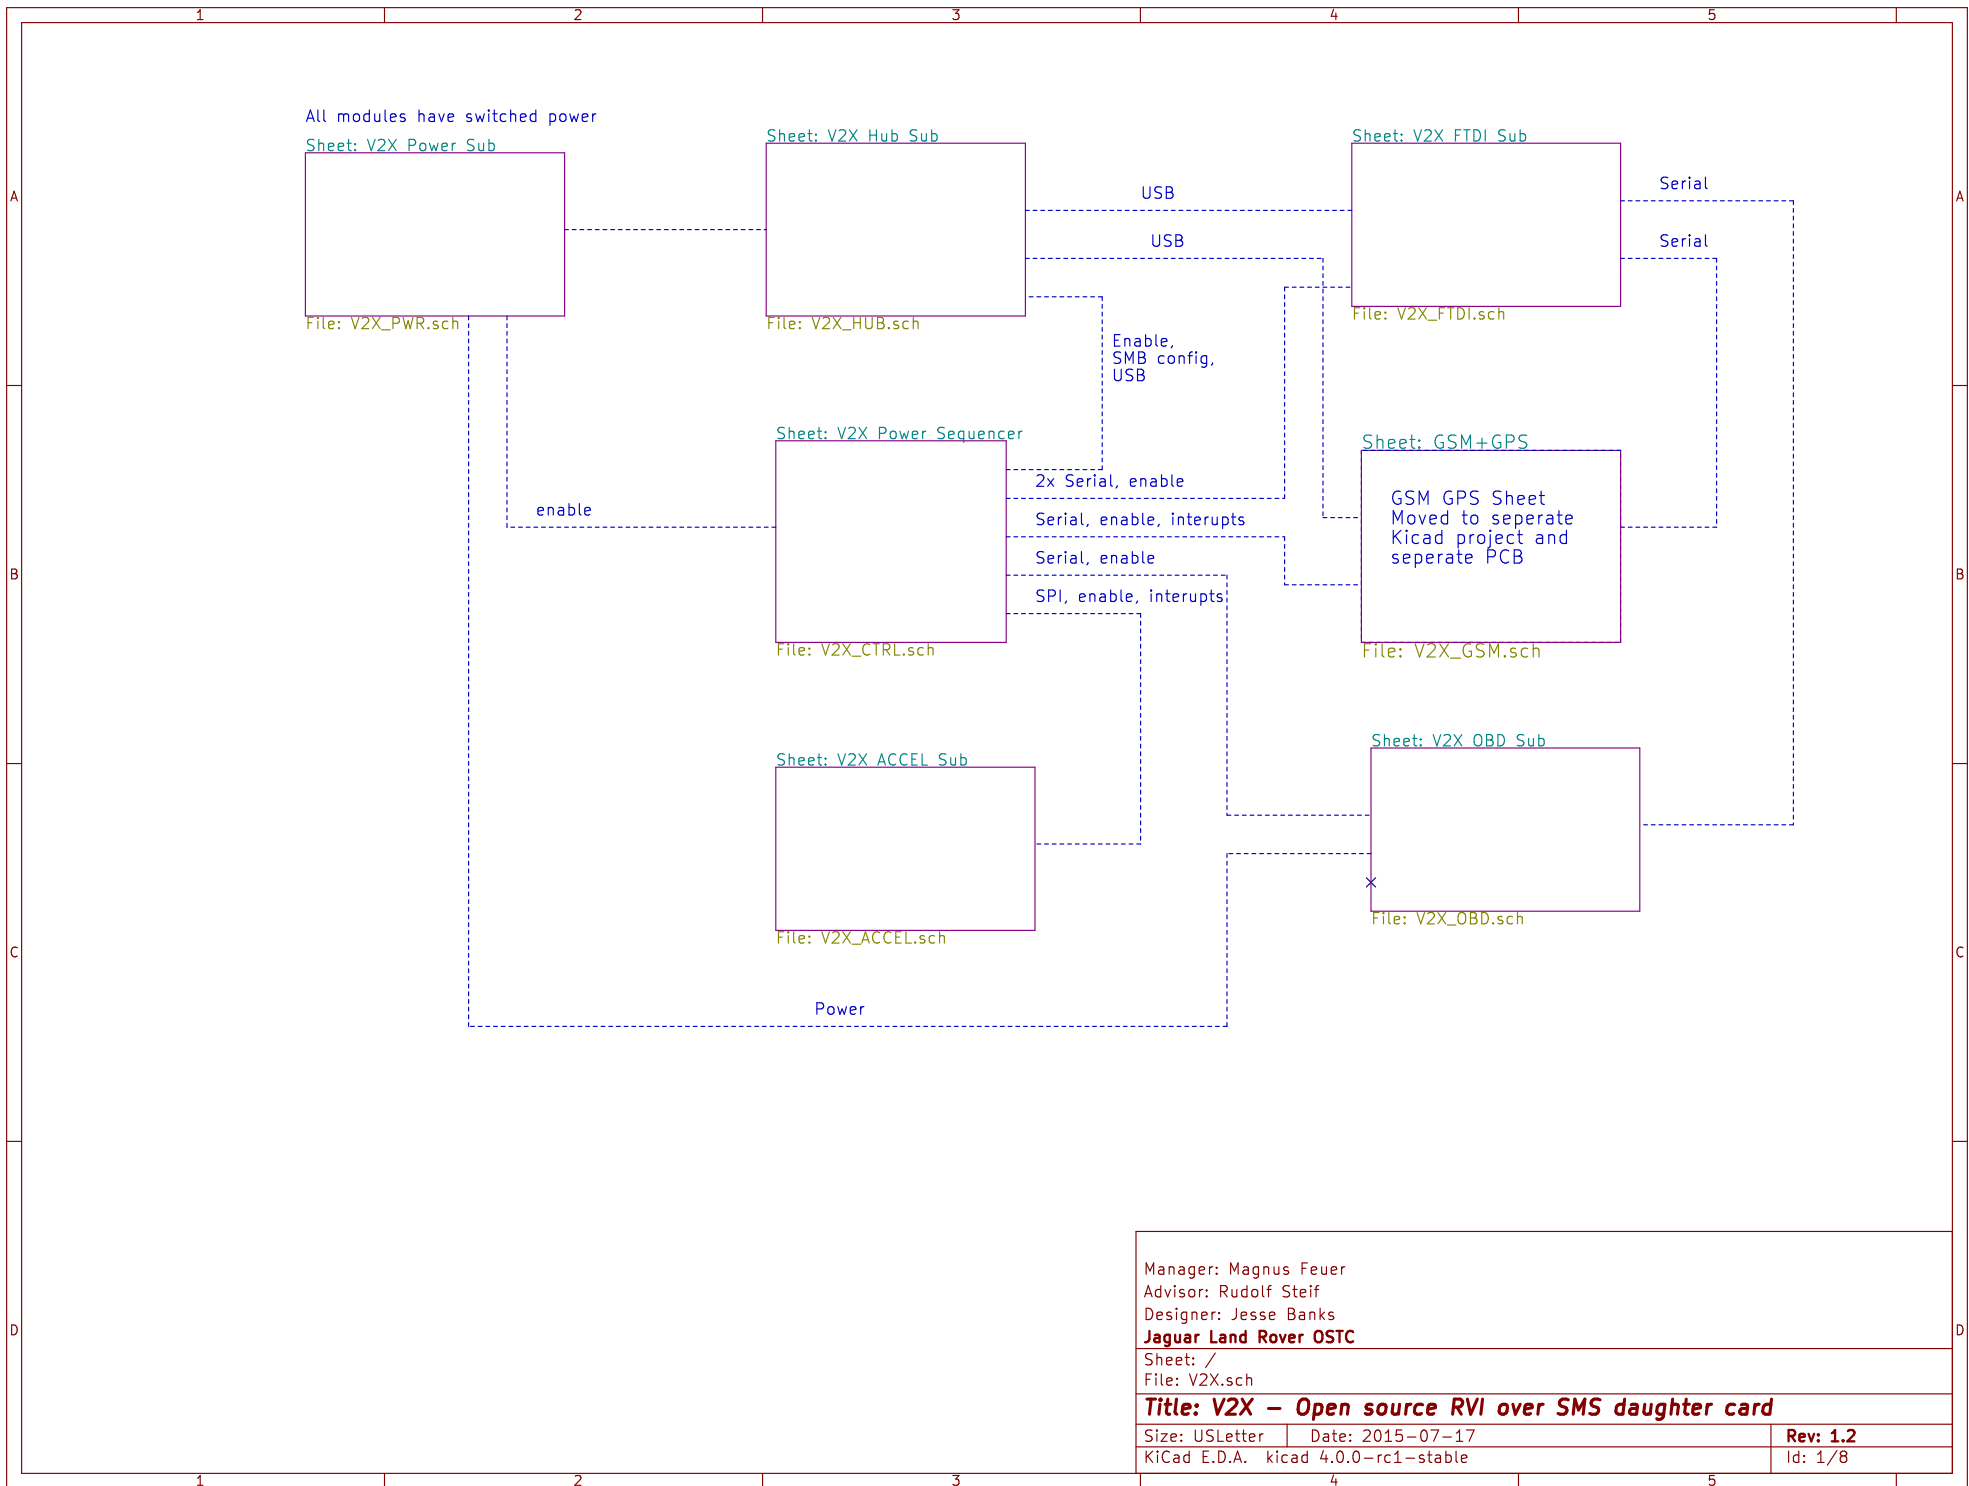 1 2 3 4 5
All modules have switched power
Sheet: V2X Power Sub
File: V2X_PWR.sch
Sheet: V2X Hub Sub
File: V2X_HUB.sch
Sheet: V2X FTDI Sub
File: V2X_FTDI.sch
USB
USB
Serial
Serial
A
A
Enable,
SMB config,
USB
Sheet: V2X Power Sequencer
File: V2X_CTRL.sch
enable
2x Serial, enable
Serial, enable, interupts
Serial, enable
SPI, enable, interupts
Sheet: GSM+GPS
GSM GPS Sheet
Moved to seperate
Kicad project and
seperate PCB
File: V2X_GSM.sch
B
B
Sheet: V2X ACCEL Sub
File: V2X_ACCEL.sch
Sheet: V2X OBD Sub
File: V2X_OBD.sch
C
C
Power
D
D
Manager: Magnus Feuer
Advisor: Rudolf Steif
Designer: Jesse Banks
Jaguar Land Rover OSTC
Sheet: /
File: V2X.sch
Title: V2X – Open source RVI over SMS daughter card
Size: USLetter Date: 2015-07-17 Rev: 1.2
KiCad E.D.A. kicad 4.0.0-rc1-stable Id: 1/8
1 2 3 4 5